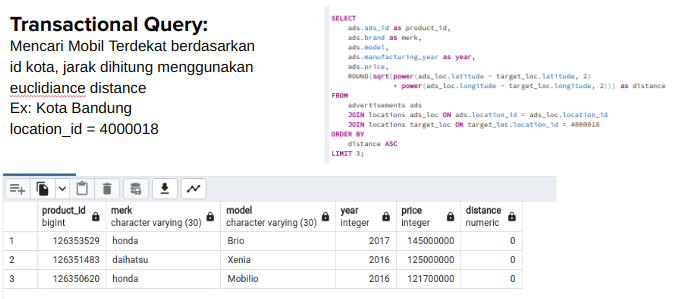 Transactional Query:
Mencari Mobil Terdekat berdasarkan
id kota, jarak dihitung menggunakan
euclidiance distance
Ex: Kota Bandung
location_id = 4000018
SELECT
ads.ads_id as product_id,
ads.brand as merk,
ads.model,
ads.manufacturing_year as year,
ads.price,
ROUND(sqrt(power(ads_loc.latitude - target_loc.latitude, 2)
+ power(ads_loc.longitude - target_loc.longitude, 2))) as distance
FROM
advertisements ads
JOIN locations ads_loc ON ads.location_id = ads_loc.location_id
JOIN locations target_loc ON target_loc.location_id = 4000018
ORDER BY
distance ASC
LIMIT 3;
product_id merk model year price distance
bigint character varying (30) character varying (30) integer integer numeric
1 126353529 honda Brio 2017 145000000 0
2 126351483 daihatsu Xenia 2016 125000000 0
3 126350620 honda Mobilio 2016 121700000 0